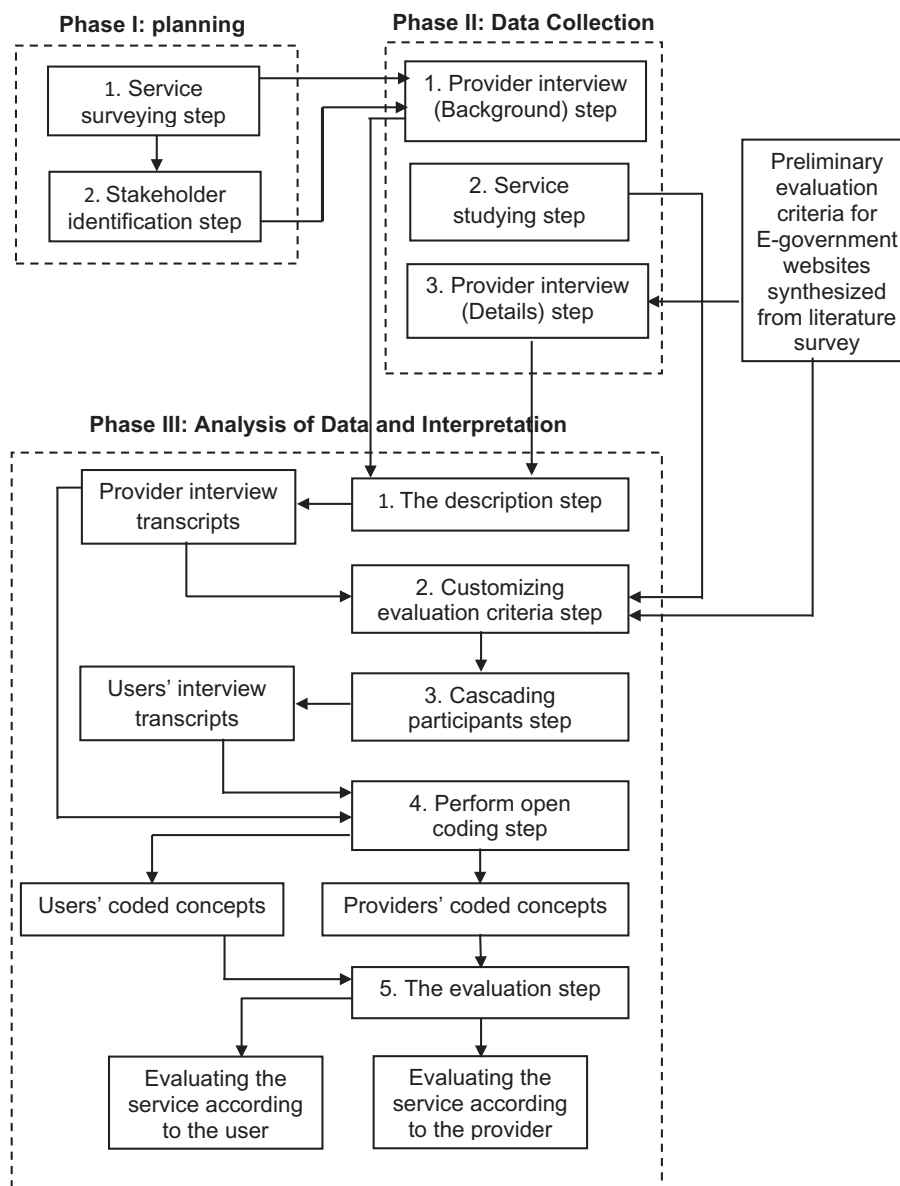 Phase I: planning
1. Service
surveying step
2. Stakeholder
identification step
Phase II: Data Collection
1. Provider interview
(Background) step
2. Service
studying step
3. Provider interview
(Details) step
Preliminary
evaluation
criteria for
E-government
websites
synthesized
from literature
survey
Phase III: Analysis of Data and Interpretation
Provider interview
transcripts
1. The description step
2. Customizing
evaluation criteria step
Users’ interview
transcripts
3. Cascading
participants step
4. Perform open
coding step
Users’ coded concepts
Providers’ coded concepts
5. The evaluation step
Evaluating the
service according
to the user
Evaluating the
service according
to the provider